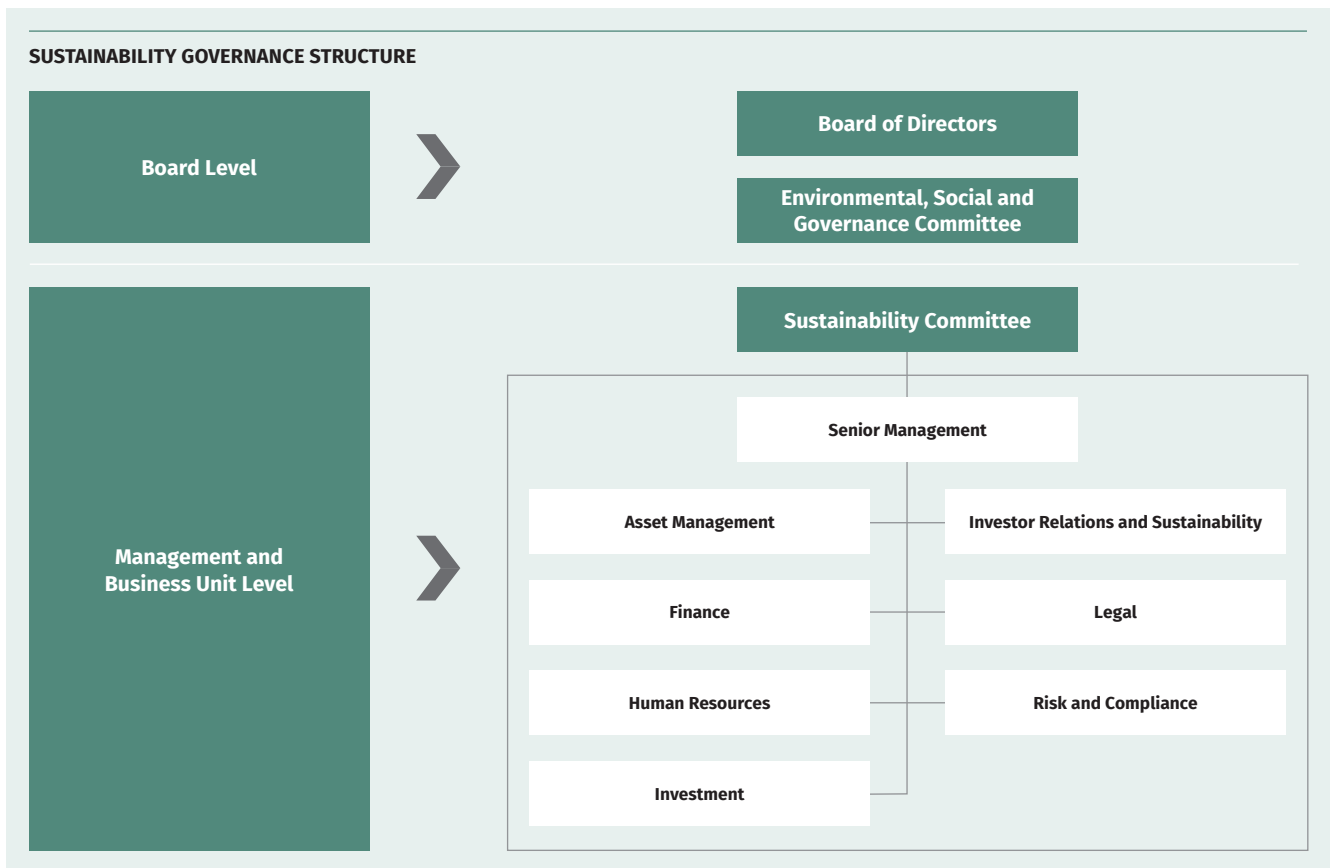 SUSTAINABILITY GOVERNANCE STRUCTURE
Board Level
Board of Directors
Environmental, Social and
Governance Committee
Management and
Business Unit Level
Sustainability Committee
Senior Management
Asset Management
Investor Relations and Sustainability
Finance
Legal
Human Resources
Risk and Compliance
Investment